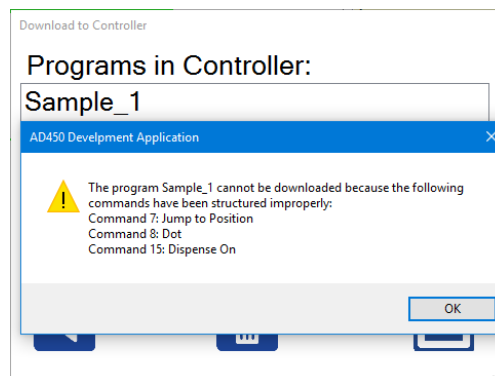 Download to Controller
Programs in Controller:
Sample_1
AD450 Develpment Application
The program Sample_1 cannot be downloaded because the following
commands have been structured improperly:
Command 7: Jump to Position
Command 8: Dot
Command 15: Dispense On
OK